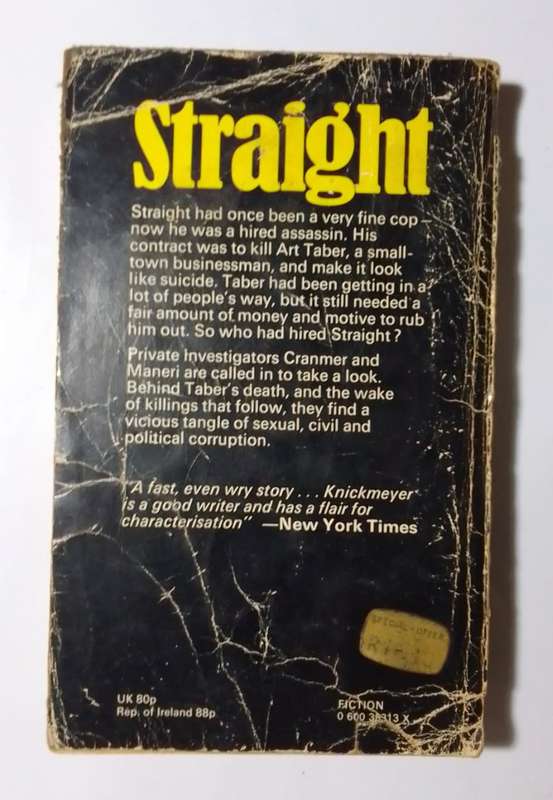 Straight
Straight had once been a very fine cop –
now he was a hired assassin. His
contract was to kill Art Taber, a small-
town businessman, and make it look
like suicide. Taber had been getting in a
lot of people's way, but it still needed a
fair amount of money and motive to rub
him out. So who had hired Straight?
Private Investigators Cranmer and
Maneri are called in to take a look.
Behind Taber's death, and the wake
of killings that follow, they find a
vicious tangle of sexual, civil and
political corruption.
"A fast, even wry story . . . Knickmeyer
is a good writer and has a flair for
characterisation" —New York Times
SPECIAL OFFER
UK 80p
Rep. of Ireland 88p
FICTION
0 600 313 X